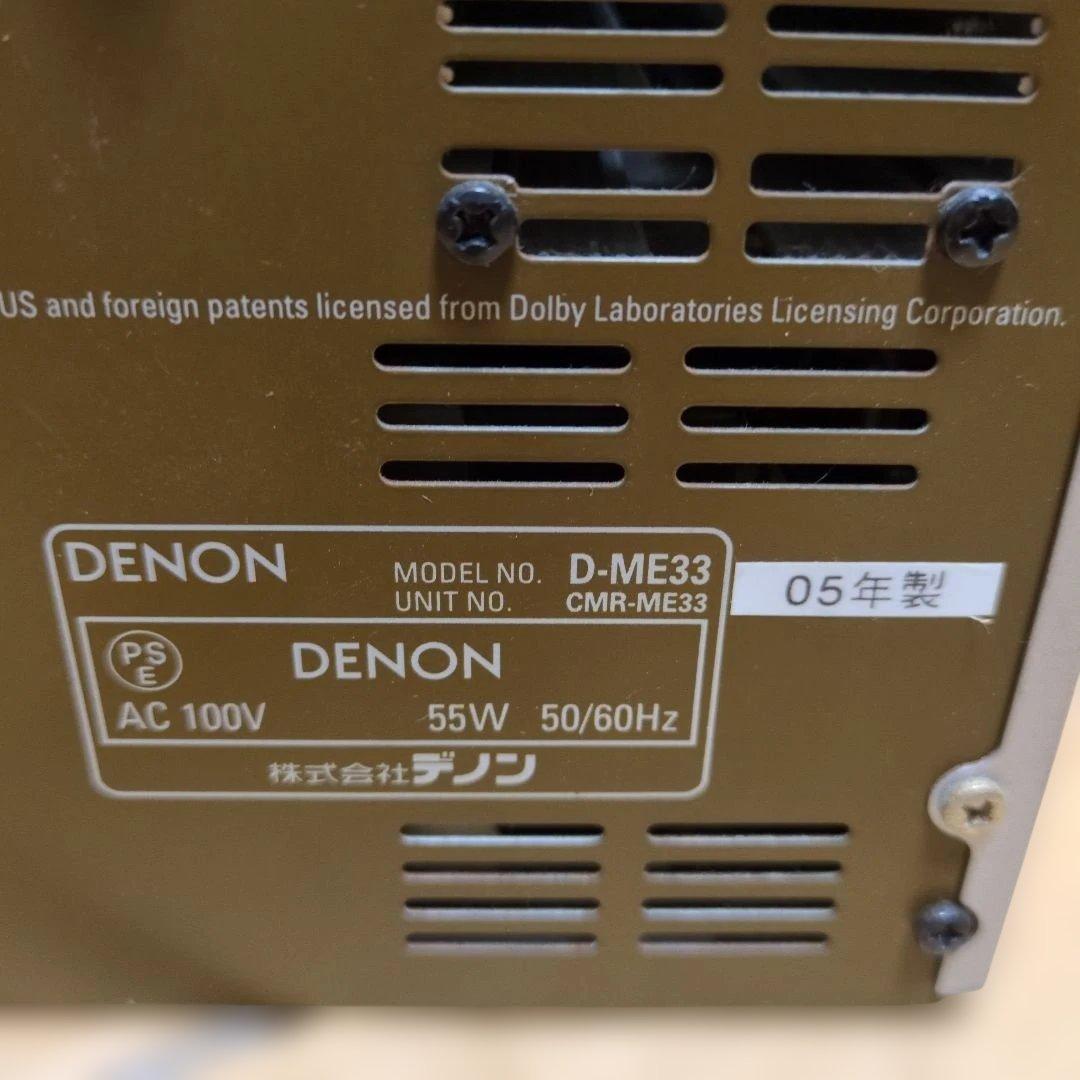 US and foreign patents licensed from Dolby Laboratories Licensing Corporation.
DENON MODEL NO. D-ME33
UNIT NO. CMR-ME33
05年製
PSE DENON
AC 100V 55W 50/60Hz
株式会社デノン